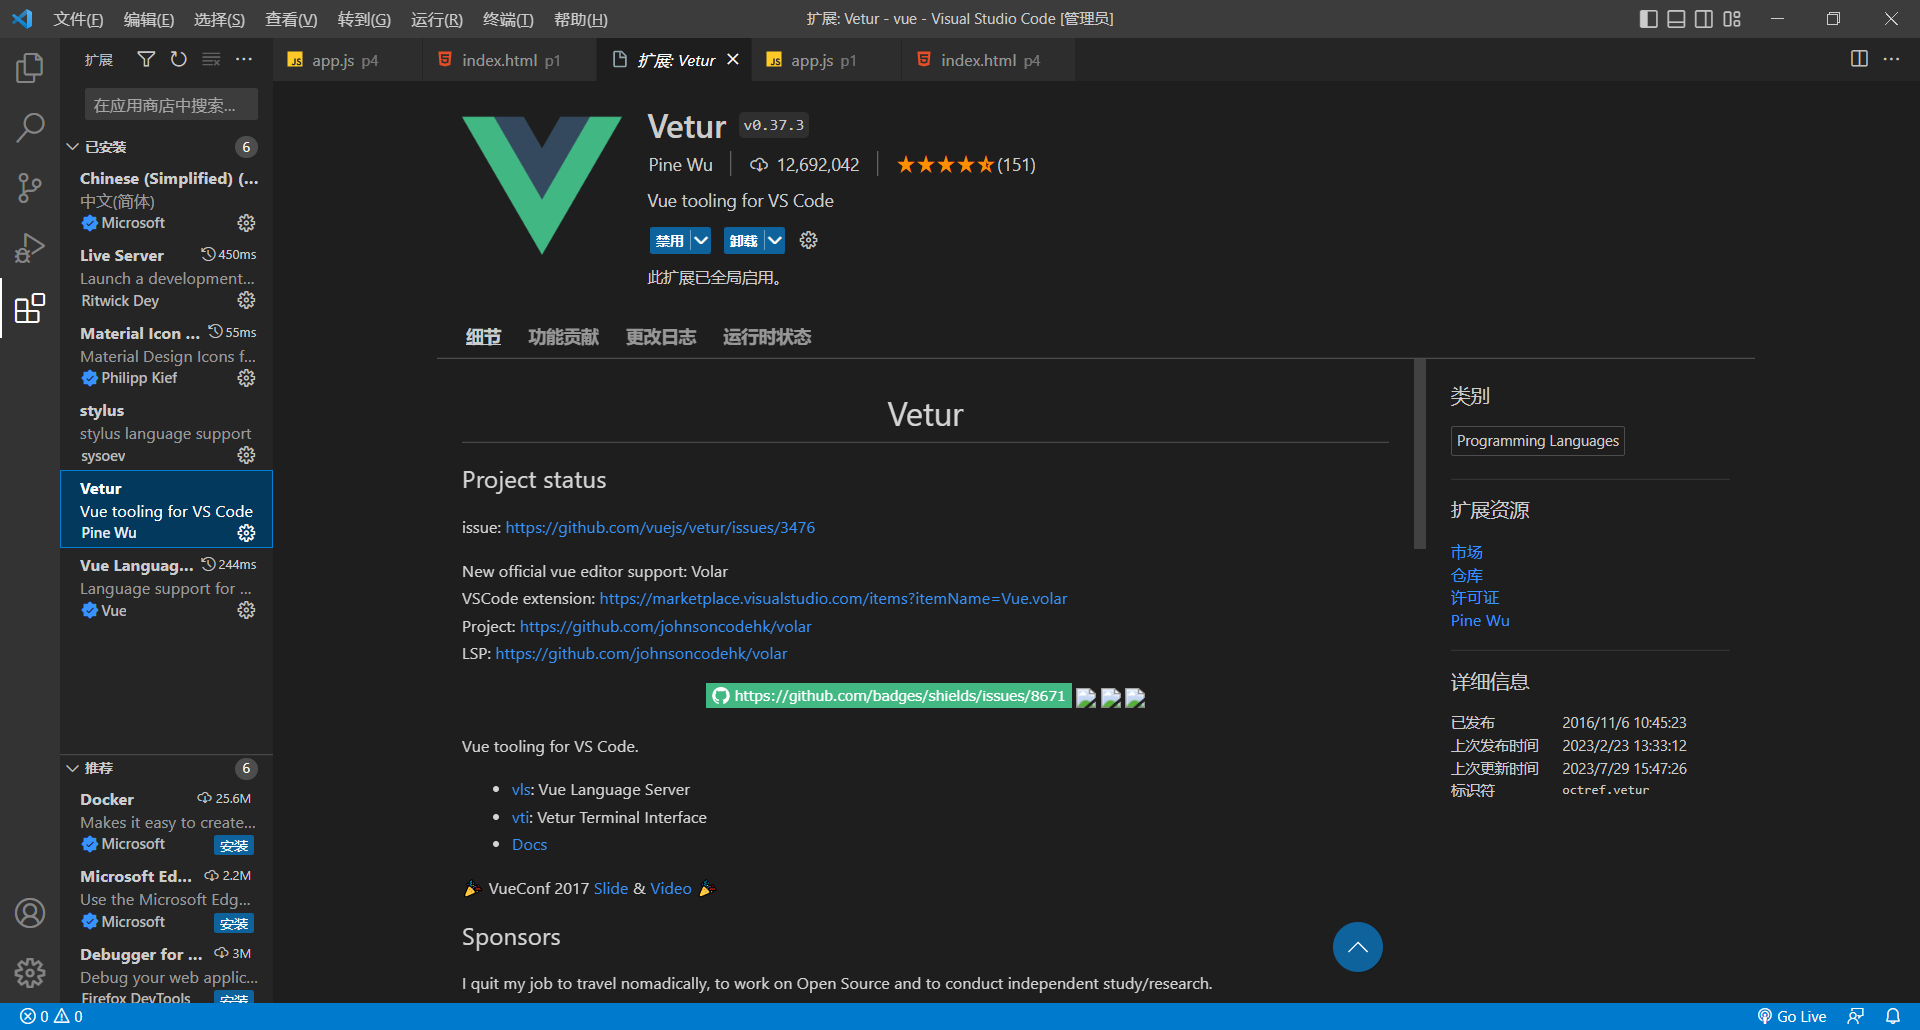 文件(F) 编辑(E) 选择(S) 查看(V) 转到(G) 运行(R) 终端(T) 帮助(H) 扩展: Vetur - vue - Visual Studio Code [管理员]
扩展
JS app.js p4 index.html p1 扩展: Vetur JS app.js p1 index.html p4
在应用商店中搜索...
已安装 6
Chinese (Simplified) (...
中文(简体)
Microsoft
Live Server 450ms
Launch a development...
Ritwick Dey
Material Icon ... 55ms
Material Design Icons f...
Philipp Kief
stylus
stylus language support
sysoev
Vetur
Vue tooling for VS Code
Pine Wu
Vue Languag... 244ms
Language support for ...
Vue
推荐 6
Docker 25.6M
Makes it easy to create...
Microsoft 安装
Microsoft Ed... 2.2M
Use the Microsoft Edg...
Microsoft 安装
Debugger for ... 3M
Debug your web applic...
Firefox DevTools 安装
Vetur v0.37.3
Pine Wu 12,692,042 (151)
Vue tooling for VS Code
禁用 卸载
此扩展已全局启用。
细节 功能贡献 更改日志 运行时状态
Vetur
Project status
issue: https://github.com/vuejs/vetur/issues/3476
New official vue editor support: Volar
VSCode extension: https://marketplace.visualstudio.com/items?itemName=Vue.volar
Project: https://github.com/johnsoncodehk/volar
LSP: https://github.com/johnsoncodehk/volar
https://github.com/badges/shields/issues/8671
Vue tooling for VS Code.
• vls: Vue Language Server
• vti: Vetur Terminal Interface
• Docs
🎉 VueConf 2017 Slide & Video 🎉
Sponsors
I quit my job to travel nomadically, to work on Open Source and to conduct independent study/research.
类别
Programming Languages
扩展资源
市场
仓库
许可证
Pine Wu
详细信息
已发布 2016/11/6 10:45:23
上次发布时间 2023/2/23 13:33:12
上次更新时间 2023/7/29 15:47:26
标识符 octref.vetur
0 0 Go Live